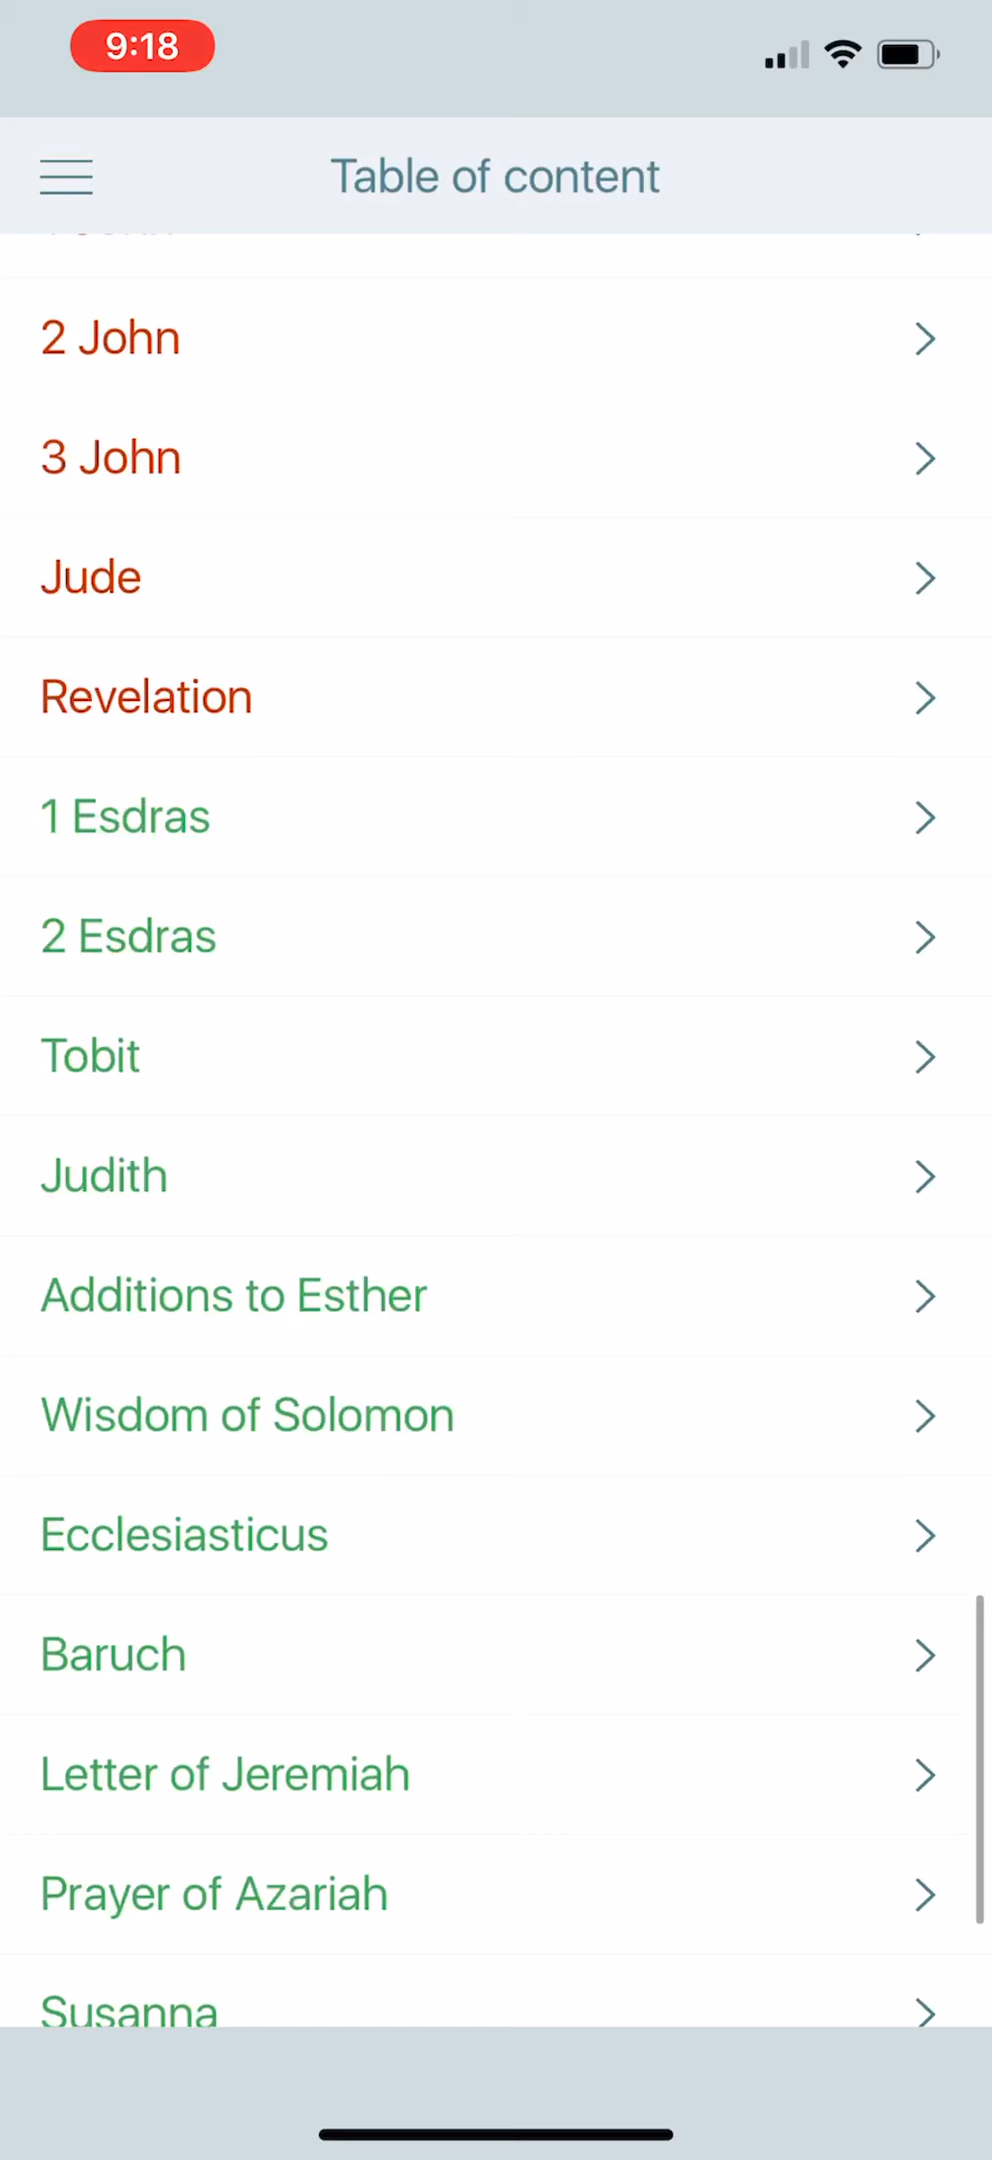 9:18
Table of content
2 John
3 John
Jude
Revelation
1 Esdras
2 Esdras
Tobit
Judith
Additions to Esther
Wisdom of Solomon
Ecclesiasticus
Baruch
Letter of Jeremiah
Prayer of Azariah
Susanna